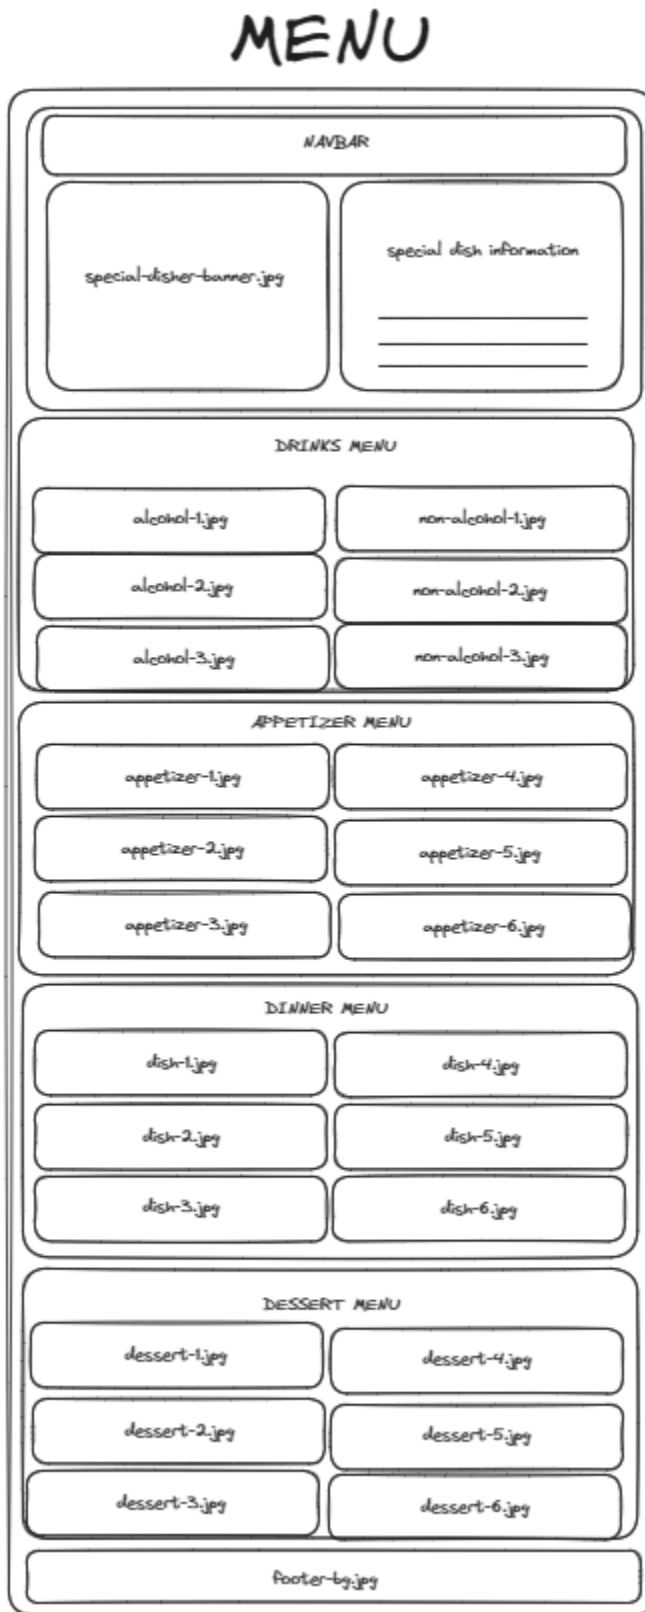 MENU
NAVBAR
special-disher-banner.jpg
special dish information
DRINKS MENU
alcohol-1.jpg
non-alcohol-1.jpg
alcohol-2.jpg
non-alcohol-2.jpg
alcohol-3.jpg
non-alcohol-3.jpg
APPETIZER MENU
appetizer-1.jpg
appetizer-4.jpg
appetizer-2.jpg
appetizer-5.jpg
appetizer-3.jpg
appetizer-6.jpg
DINNER MENU
dish-1.jpg
dish-4.jpg
dish-2.jpg
dish-5.jpg
dish-3.jpg
dish-6.jpg
DESSERT MENU
dessert-1.jpg
dessert-4.jpg
dessert-2.jpg
dessert-5.jpg
dessert-3.jpg
dessert-6.jpg
footer-bg.jpg